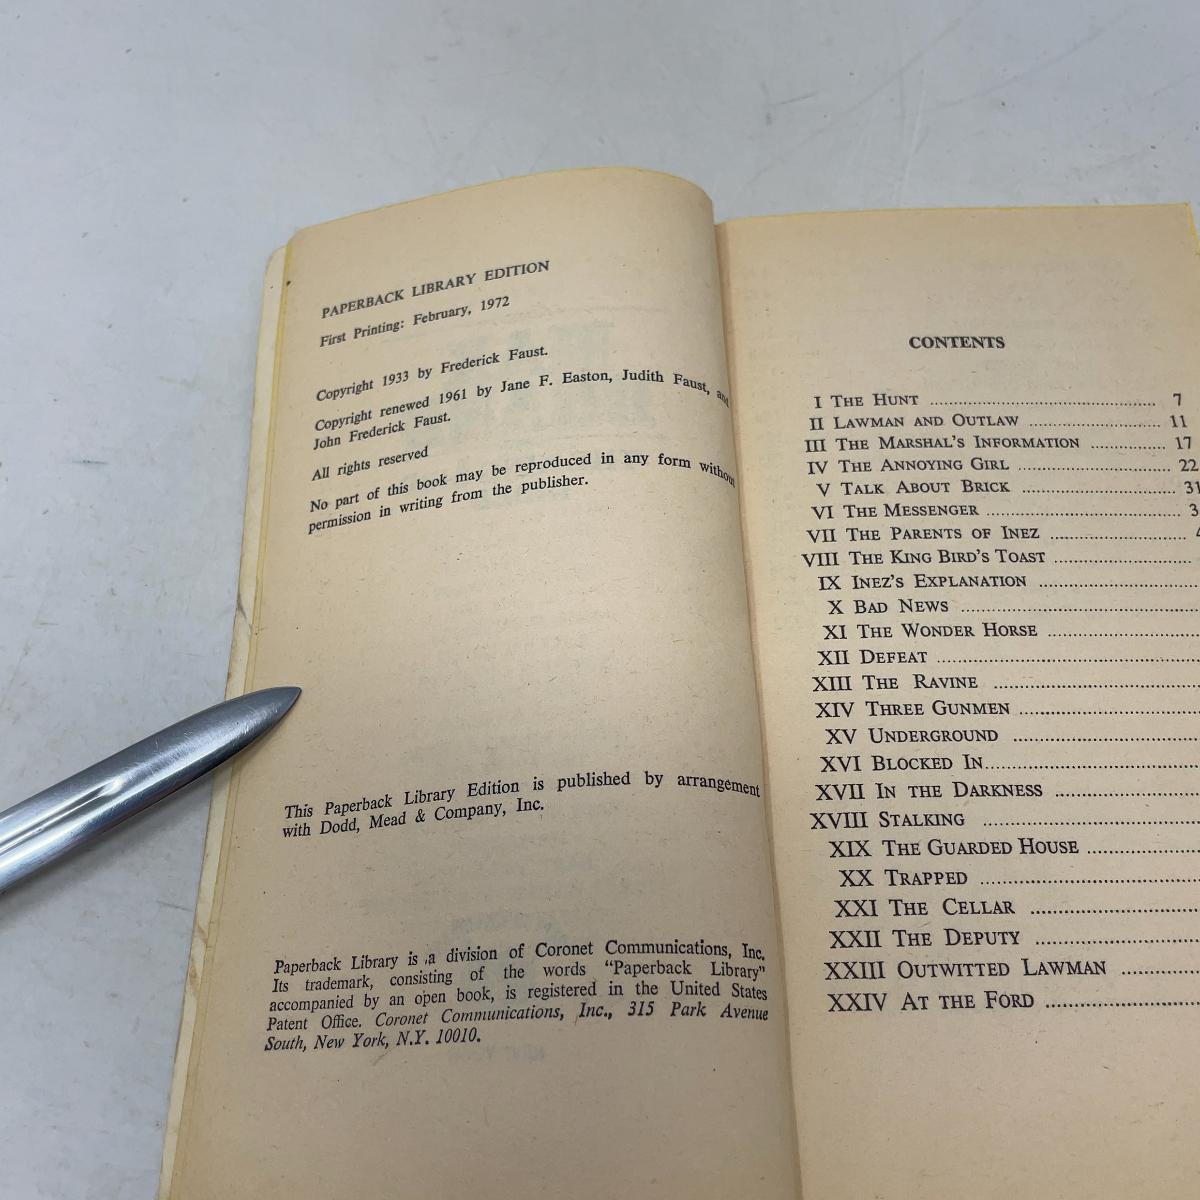 PAPERBACK LIBRARY EDITION
First Printing: February, 1972
Copyright 1933 by Frederick Faust.
Copyright renewed 1961 by Jane F. Easton, Judith Faust, and
John Frederick Faust.
All rights reserved
No part of this book may be reproduced in any form without
permission in writing from the publisher.
This Paperback Library Edition is published by arrangement
with Dodd, Mead & Company, Inc.
Paperback Library is a division of Coronet Communications, Inc.
Its trademark, consisting of the words "Paperback Library"
accompanied by an open book, is registered in the United States
Patent Office. Coronet Communications, Inc., 315 Park Avenue
South, New York, N.Y. 10010.
CONTENTS
I THE HUNT ........................ 7
II LAWMAN AND OUTLAW ........................ 11
III THE MARSHAL'S INFORMATION ........................ 17
IV THE ANNOYING GIRL ........................ 22
V TALK ABOUT BRICK ........................ 31
VI THE MESSENGER ........................ 3
VII THE PARENTS OF INEZ ........................
VIII THE KING BIRD'S TOAST ........................
IX INEZ'S EXPLANATION ........................
X BAD NEWS ........................
XI THE WONDER HORSE ........................
XII DEFEAT ........................
XIII THE RAVINE ........................
XIV THREE GUNMEN ........................
XV UNDERGROUND ........................
XVI BLOCKED IN........................
XVII IN THE DARKNESS ........................
XVIII STALKING ........................
XIX THE GUARDED HOUSE ........................
XX TRAPPED ........................
XXI THE CELLAR ........................
XXII THE DEPUTY ........................
XXIII OUTWITTED LAWMAN ........................
XXIV AT THE FORD ........................